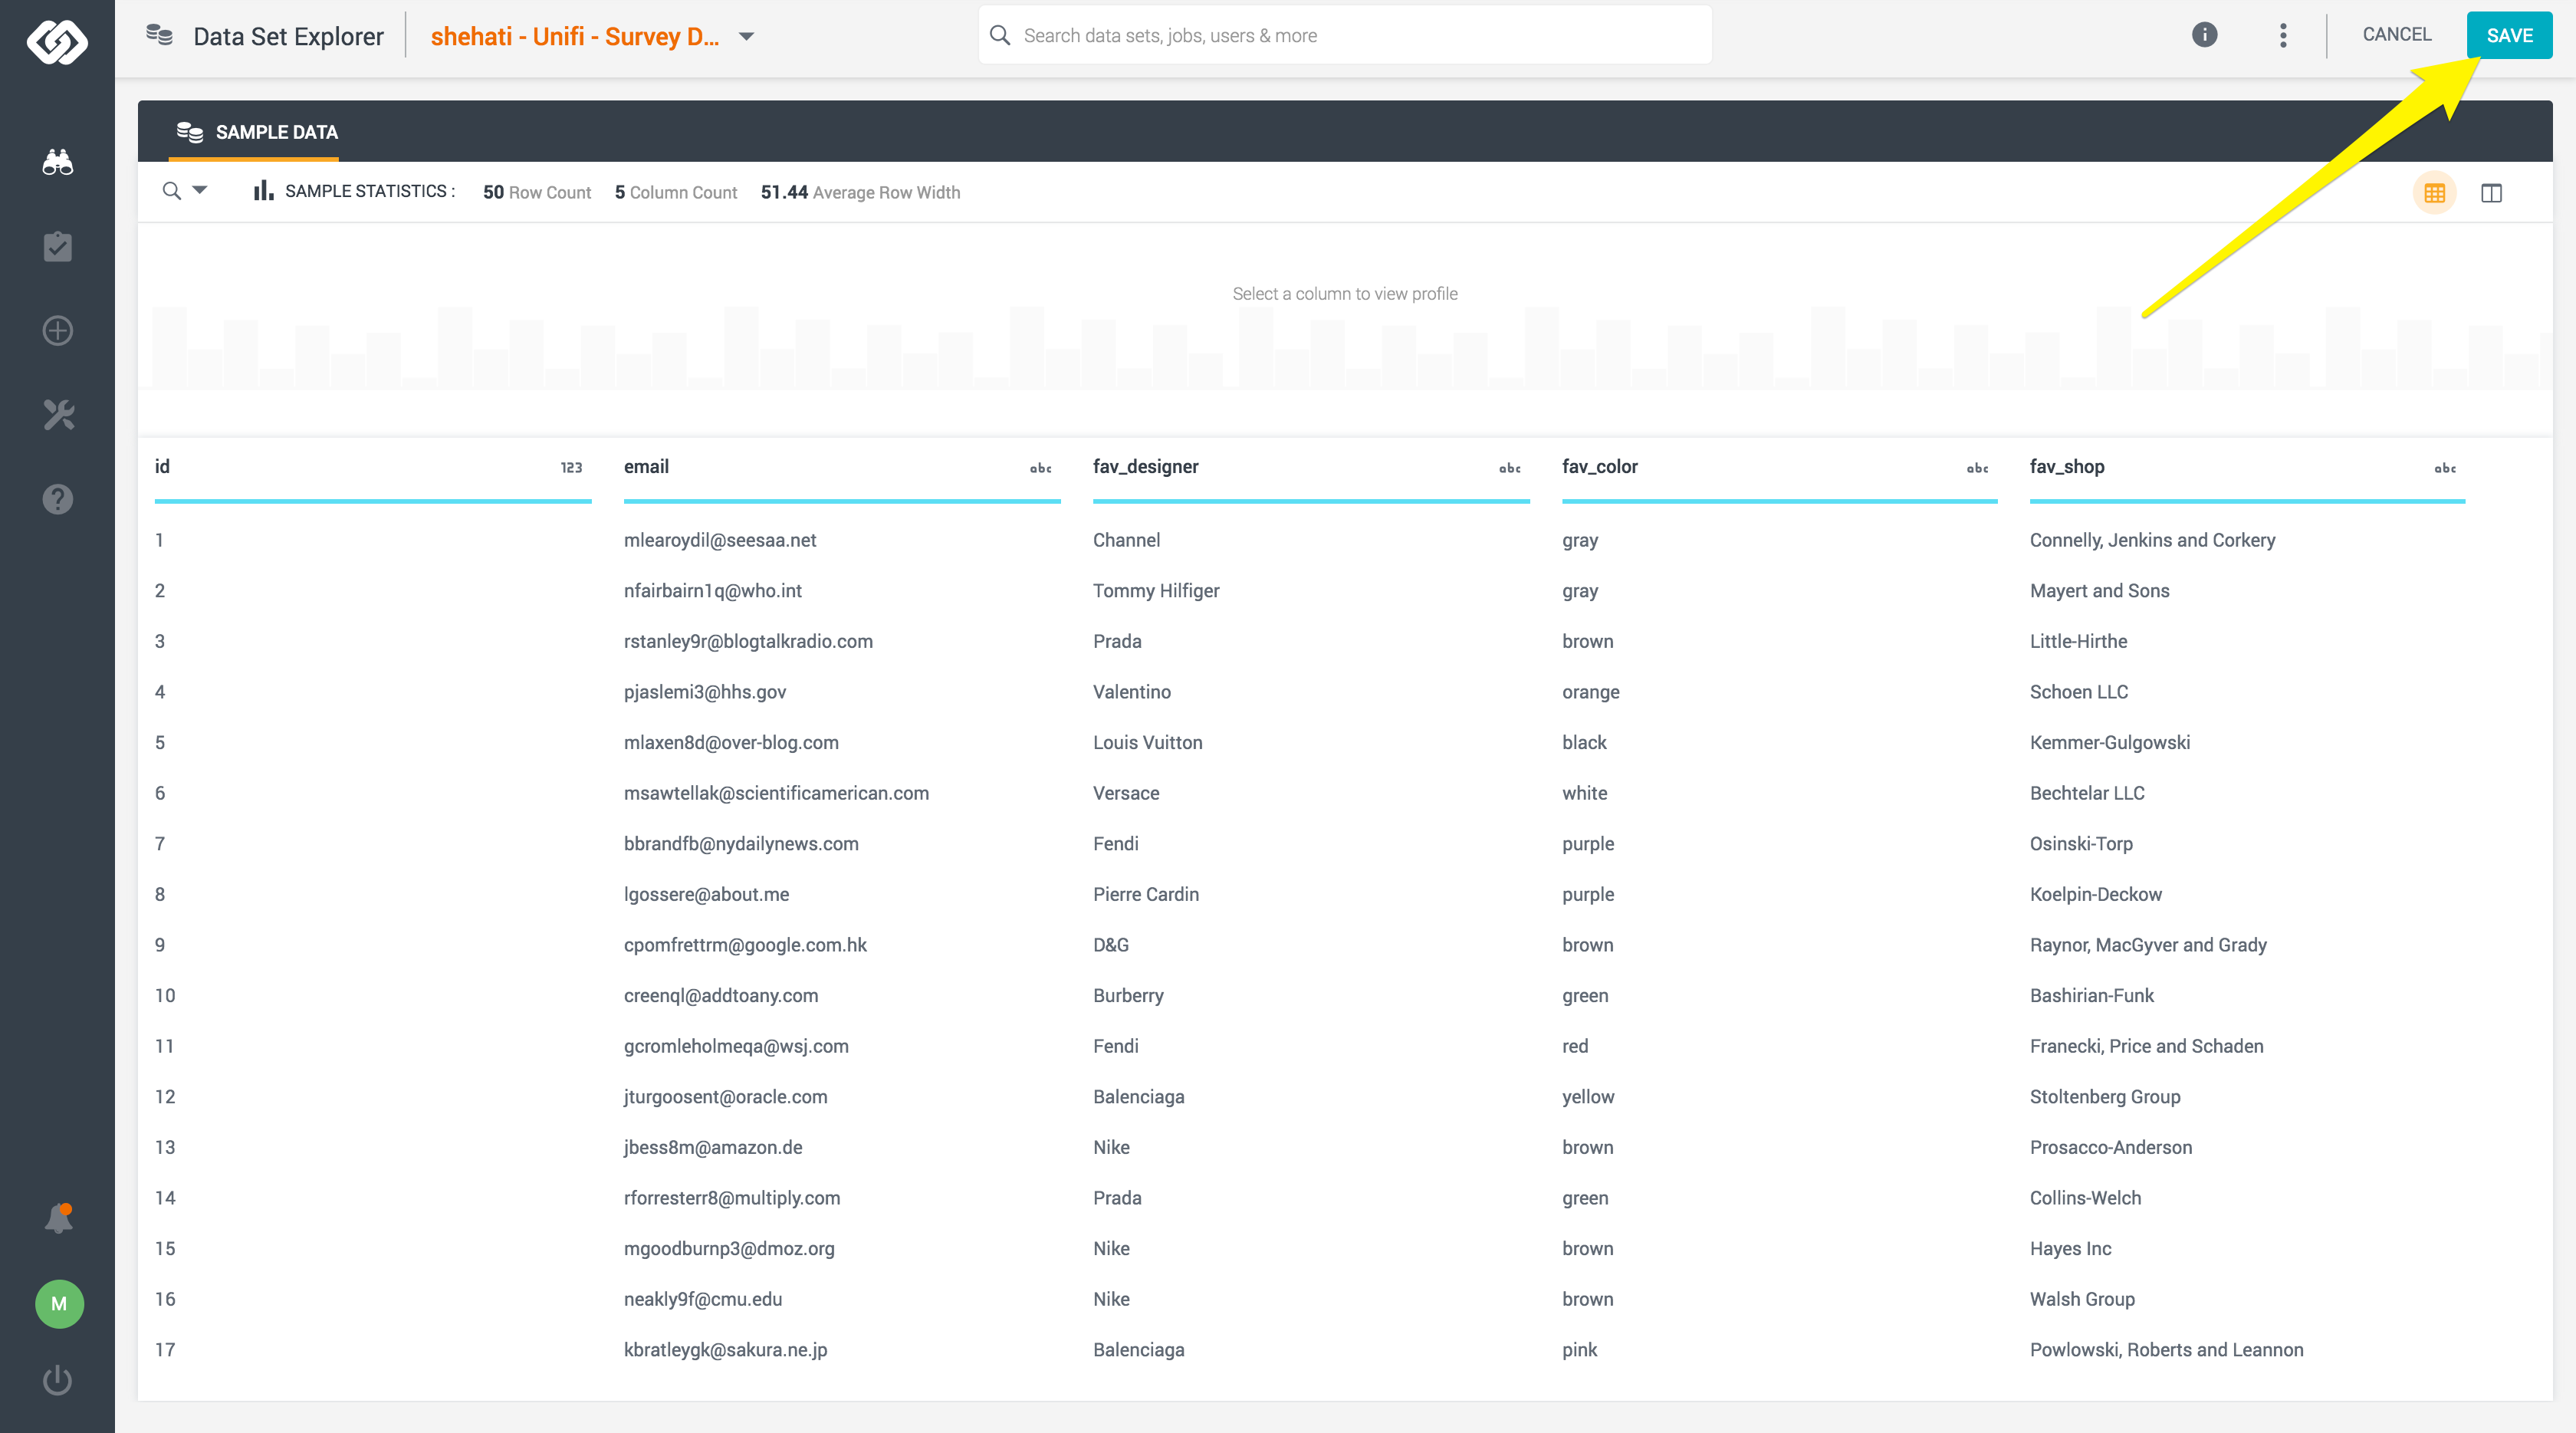 Data Set Explorer shehati - Unifi - Survey D... Search data sets, jobs, users & more i CANCEL SAVE
SAMPLE DATA
SAMPLE STATISTICS : 50 Row Count 5 Column Count 51.44 Average Row Width
Select a column to view profile
id 123 email abc fav_designer abc fav_color abc fav_shop abc
1 mlearoydil@seesaa.net Channel gray Connelly, Jenkins and Corkery
2 nfairbairn1q@who.int Tommy Hilfiger gray Mayert and Sons
3 rstanley9r@blogtalkradio.com Prada brown Little-Hirthe
4 pjaslemi3@hhs.gov Valentino orange Schoen LLC
5 mlaxen8d@over-blog.com Louis Vuitton black Kemmer-Gulgowski
6 msawtellak@scientificamerican.com Versace white Bechtelar LLC
7 bbrandfb@nydailynews.com Fendi purple Osinski-Torp
8 lgossere@about.me Pierre Cardin purple Koelpin-Deckow
9 cpomfrettrm@google.com.hk D&G brown Raynor, MacGyver and Grady
10 creenql@addtoany.com Burberry green Bashirian-Funk
11 gcromleholmeqa@wsj.com Fendi red Franecki, Price and Schaden
12 jturgoosent@oracle.com Balenciaga yellow Stoltenberg Group
13 jbess8m@amazon.de Nike brown Prosacco-Anderson
14 rforresterr8@multiply.com Prada green Collins-Welch
15 mgoodburnp3@dmoz.org Nike brown Hayes Inc
16 neakly9f@cmu.edu Nike brown Walsh Group
17 kbratleygk@sakura.ne.jp Balenciaga pink Powlowski, Roberts and Leannon
?
M